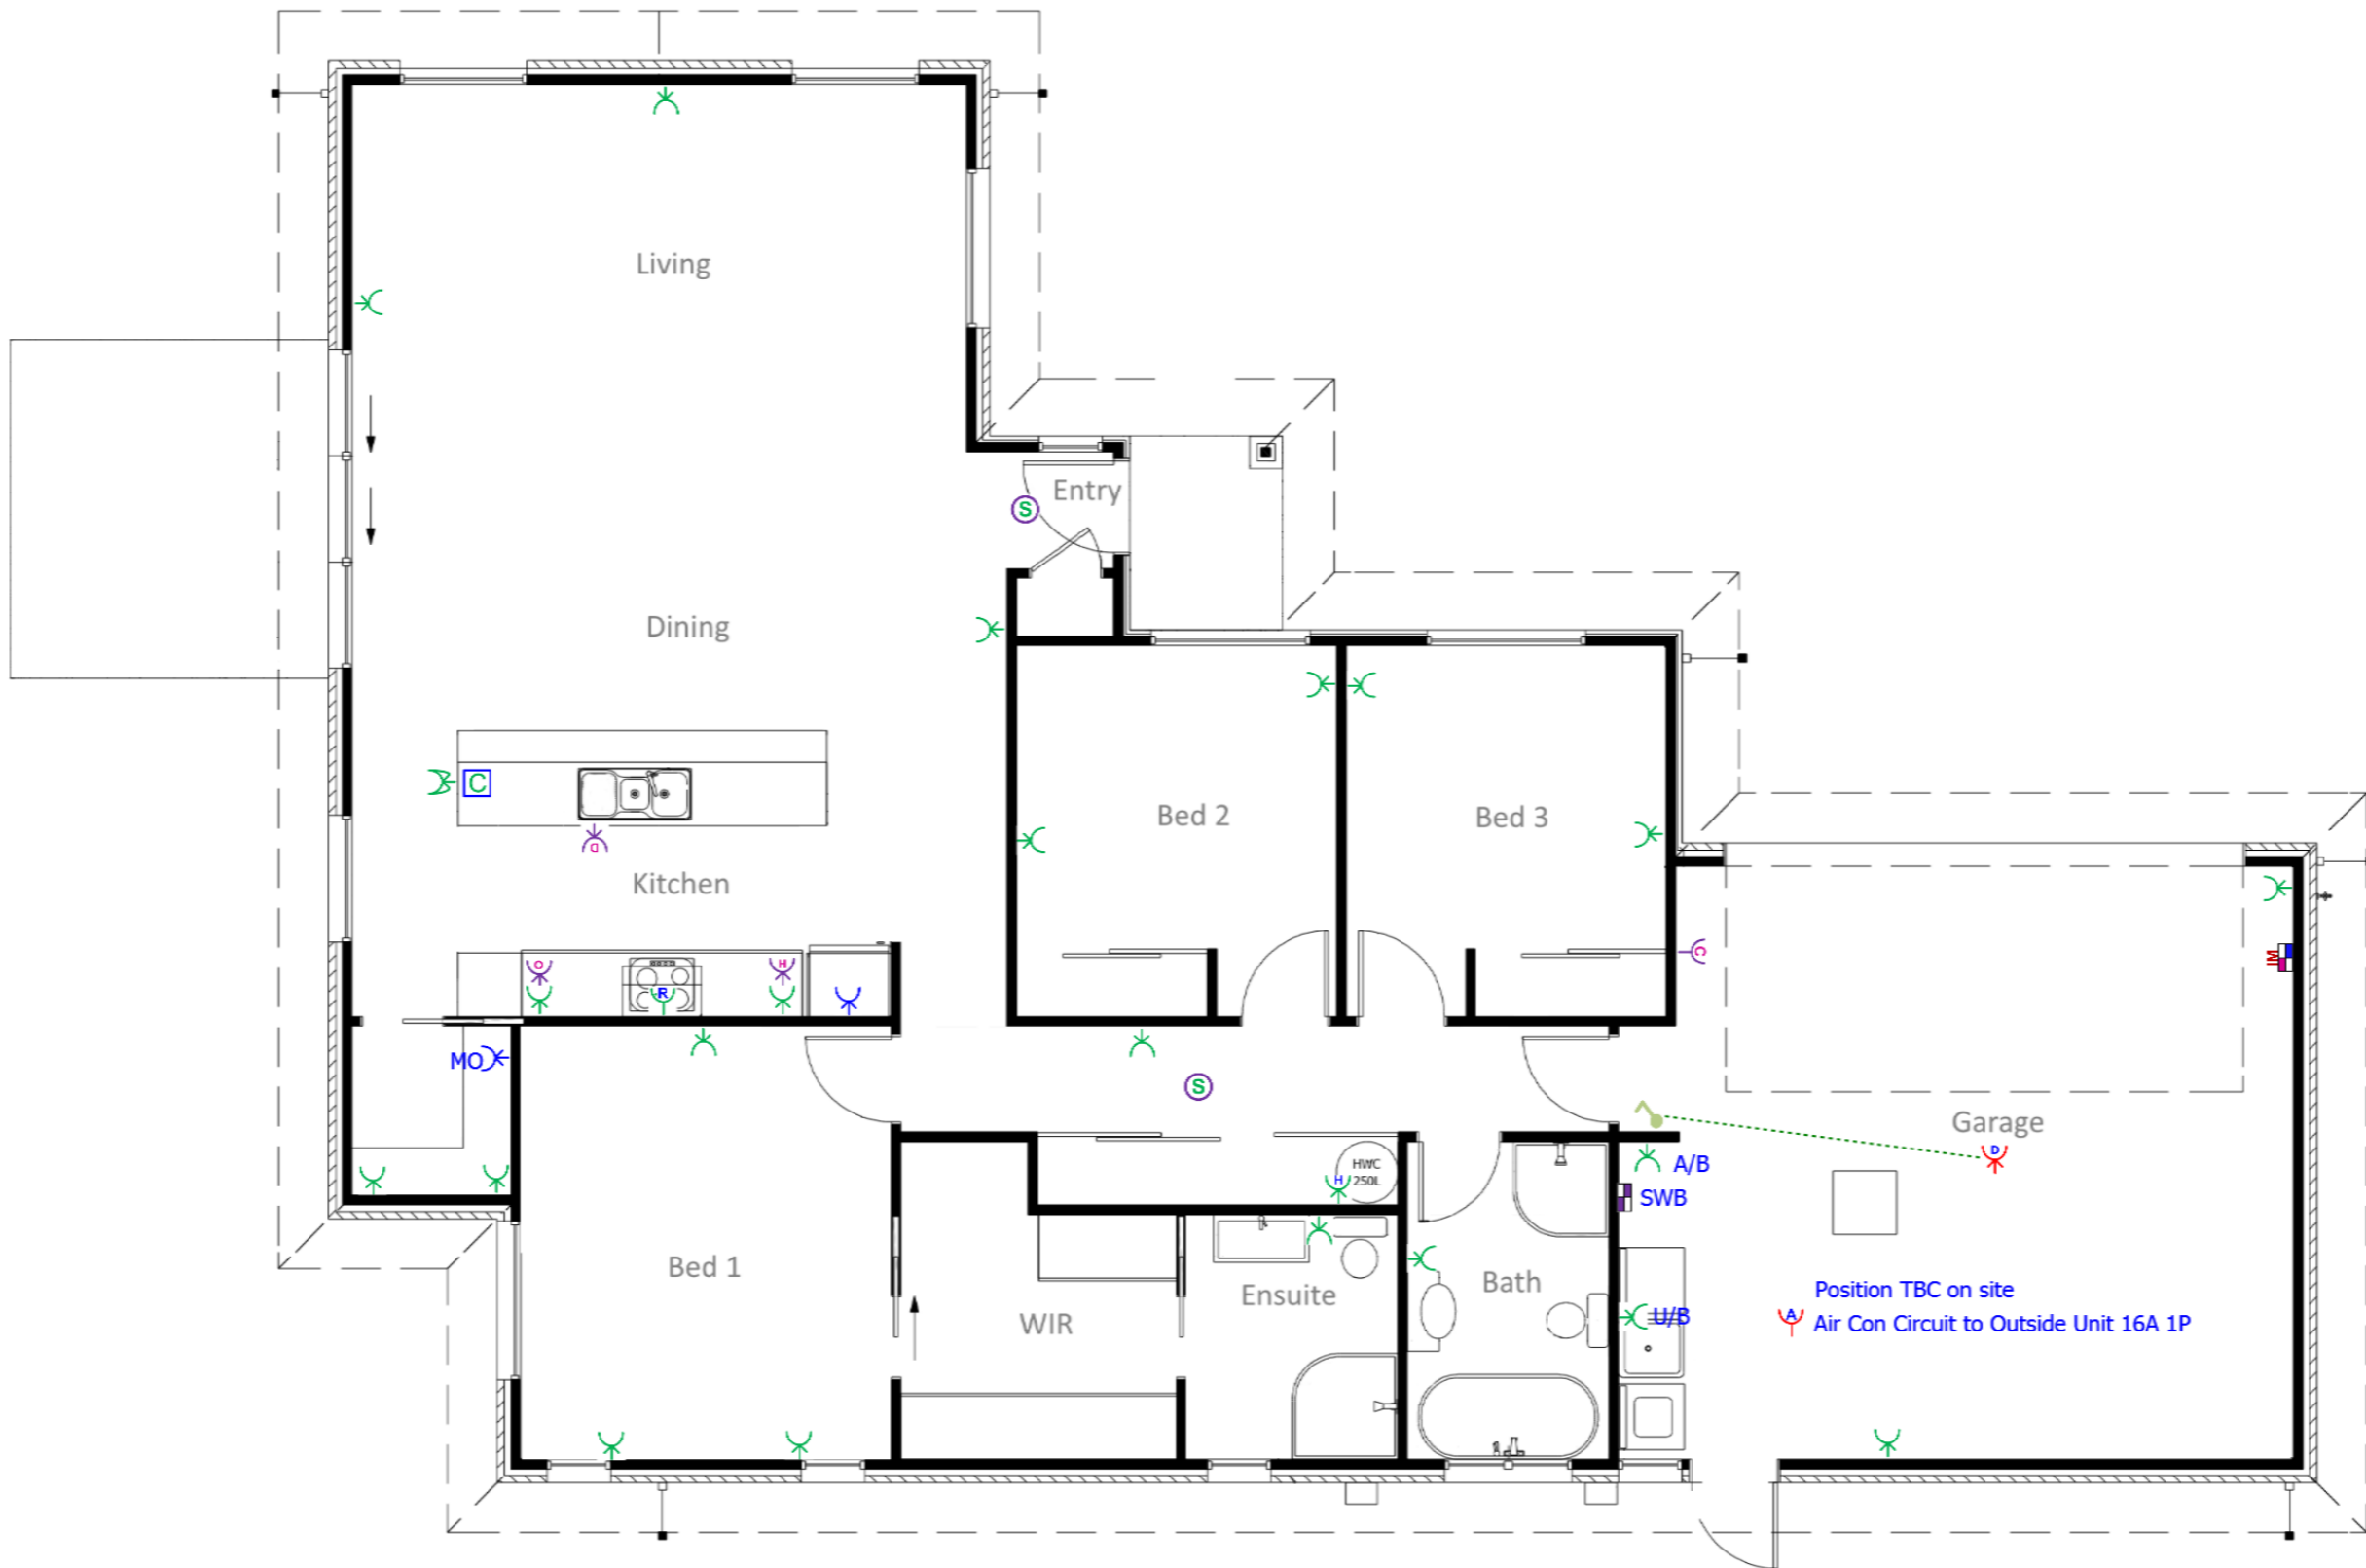 Living
Entry
S
Dining
C
D
Bed 2
Bed 3
Kitchen
O
H
R
C
IM
MO
S
Garage
D
A/B
HWC
250L
H
SWB
Bed 1
Ensuite
Bath
WIR
U/B
Position TBC on site
A
Air Con Circuit to Outside Unit 16A 1P